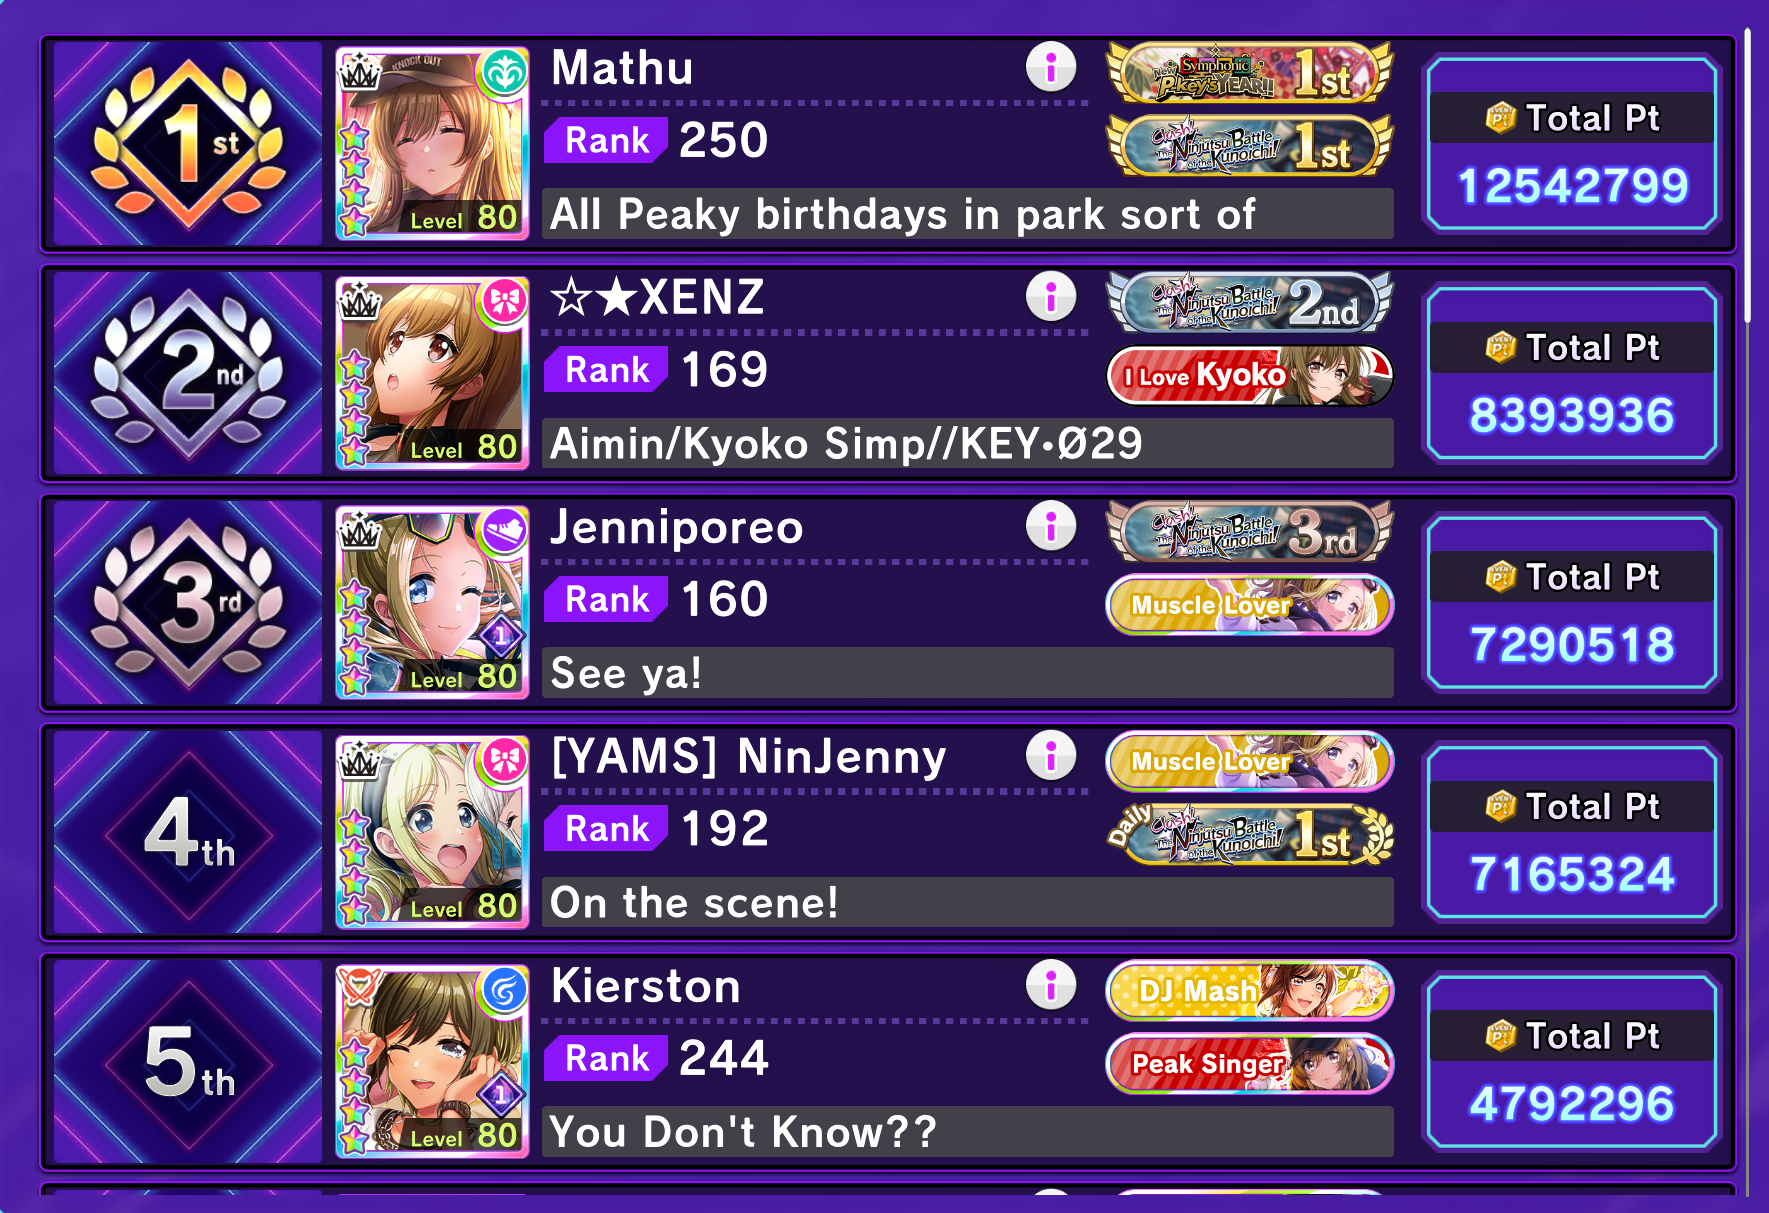 1st
KNOCK OUT
Level 80
Mathu
Rank 250
All Peaky birthdays in park sort of
New Symphonic P-key's YEAR!! 1st
Clash! The Ninjutsu Battle of the Kunoichi! 1st
Total Pt
12542799
2nd
Level 80
☆★XENZ
Rank 169
Aimin/Kyoko Simp//KEY•Ø29
Clash! The Ninjutsu Battle of the Kunoichi! 2nd
I Love Kyoko
Total Pt
8393936
3rd
1
Level 80
Jenniporeo
Rank 160
See ya!
Clash! The Ninjutsu Battle of the Kunoichi! 3rd
Muscle Lover
Total Pt
7290518
4th
Level 80
[YAMS] NinJenny
Rank 192
On the scene!
Muscle Lover
Daily Clash! The Ninjutsu Battle of the Kunoichi! 1st
Total Pt
7165324
5th
1
Level 80
Kierston
Rank 244
You Don't Know??
DJ Mash
Peak Singer
Total Pt
4792296